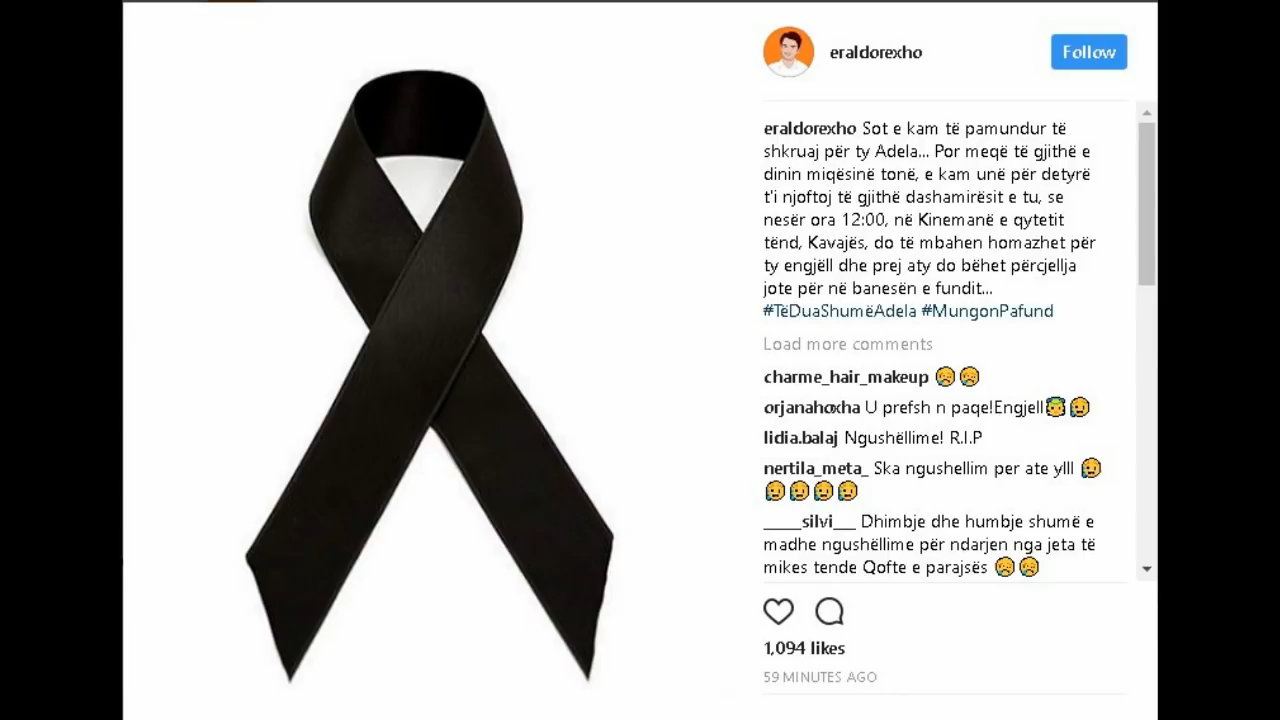 eraldorexho
Follow
eraldorexho Sot e kam të pamundur të
shkruaj për ty Adela... Por meqë të gjithë e
dinin miqësinë tonë, e kam unë për detyrë
t'i njoftoj të gjithë dashamirësit e tu, se
nesër ora 12:00, në Kinemanë e qytetit
tënd, Kavajës, do të mbahen homazhet për
ty engjëll dhe prej aty do bëhet përcjellja
jote për në banesën e fundit...
#TëDuaShumëAdela #MungonPafund
Load more comments
charme_hair_makeup 😥😥
orjanahoxha U prefsh n paqe!Engjell😇😥
lidia.balaj Ngushëllime! R.I.P
nertila_meta_ Ska ngushellim per ate ylll 😥
😥😥😥😥
_____silvi___ Dhimbje dhe humbje shumë e
madhe ngushëllime për ndarjen nga jeta të
mikes tende Qofte e parajsës 😥😥
1,094 likes
59 MINUTES AGO